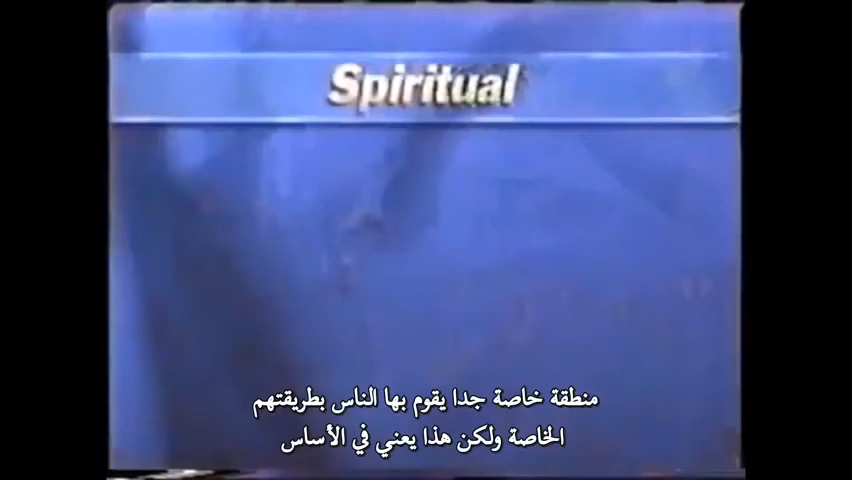 Spiritual
منطقة خاصة جدا يقوم بها الناس بطريقتهم
الخاصة ولكن هذا يعني في الأساس